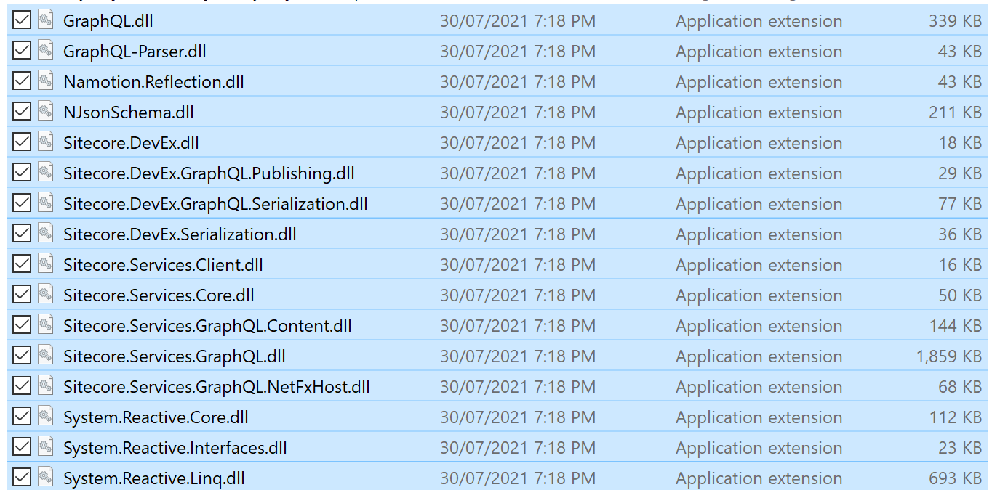 GraphQL.dll 30/07/2021 7:18 PM Application extension 339 KB
GraphQL-Parser.dll 30/07/2021 7:18 PM Application extension 43 KB
Namotion.Reflection.dll 30/07/2021 7:18 PM Application extension 43 KB
NJsonSchema.dll 30/07/2021 7:18 PM Application extension 211 KB
Sitecore.DevEx.dll 30/07/2021 7:18 PM Application extension 18 KB
Sitecore.DevEx.GraphQL.Publishing.dll 30/07/2021 7:18 PM Application extension 29 KB
Sitecore.DevEx.GraphQL.Serialization.dll 30/07/2021 7:18 PM Application extension 77 KB
Sitecore.DevEx.Serialization.dll 30/07/2021 7:18 PM Application extension 36 KB
Sitecore.Services.Client.dll 30/07/2021 7:18 PM Application extension 16 KB
Sitecore.Services.Core.dll 30/07/2021 7:18 PM Application extension 50 KB
Sitecore.Services.GraphQL.Content.dll 30/07/2021 7:18 PM Application extension 144 KB
Sitecore.Services.GraphQL.dll 30/07/2021 7:18 PM Application extension 1,859 KB
Sitecore.Services.GraphQL.NetFxHost.dll 30/07/2021 7:18 PM Application extension 68 KB
System.Reactive.Core.dll 30/07/2021 7:18 PM Application extension 112 KB
System.Reactive.Interfaces.dll 30/07/2021 7:18 PM Application extension 23 KB
System.Reactive.Linq.dll 30/07/2021 7:18 PM Application extension 693 KB